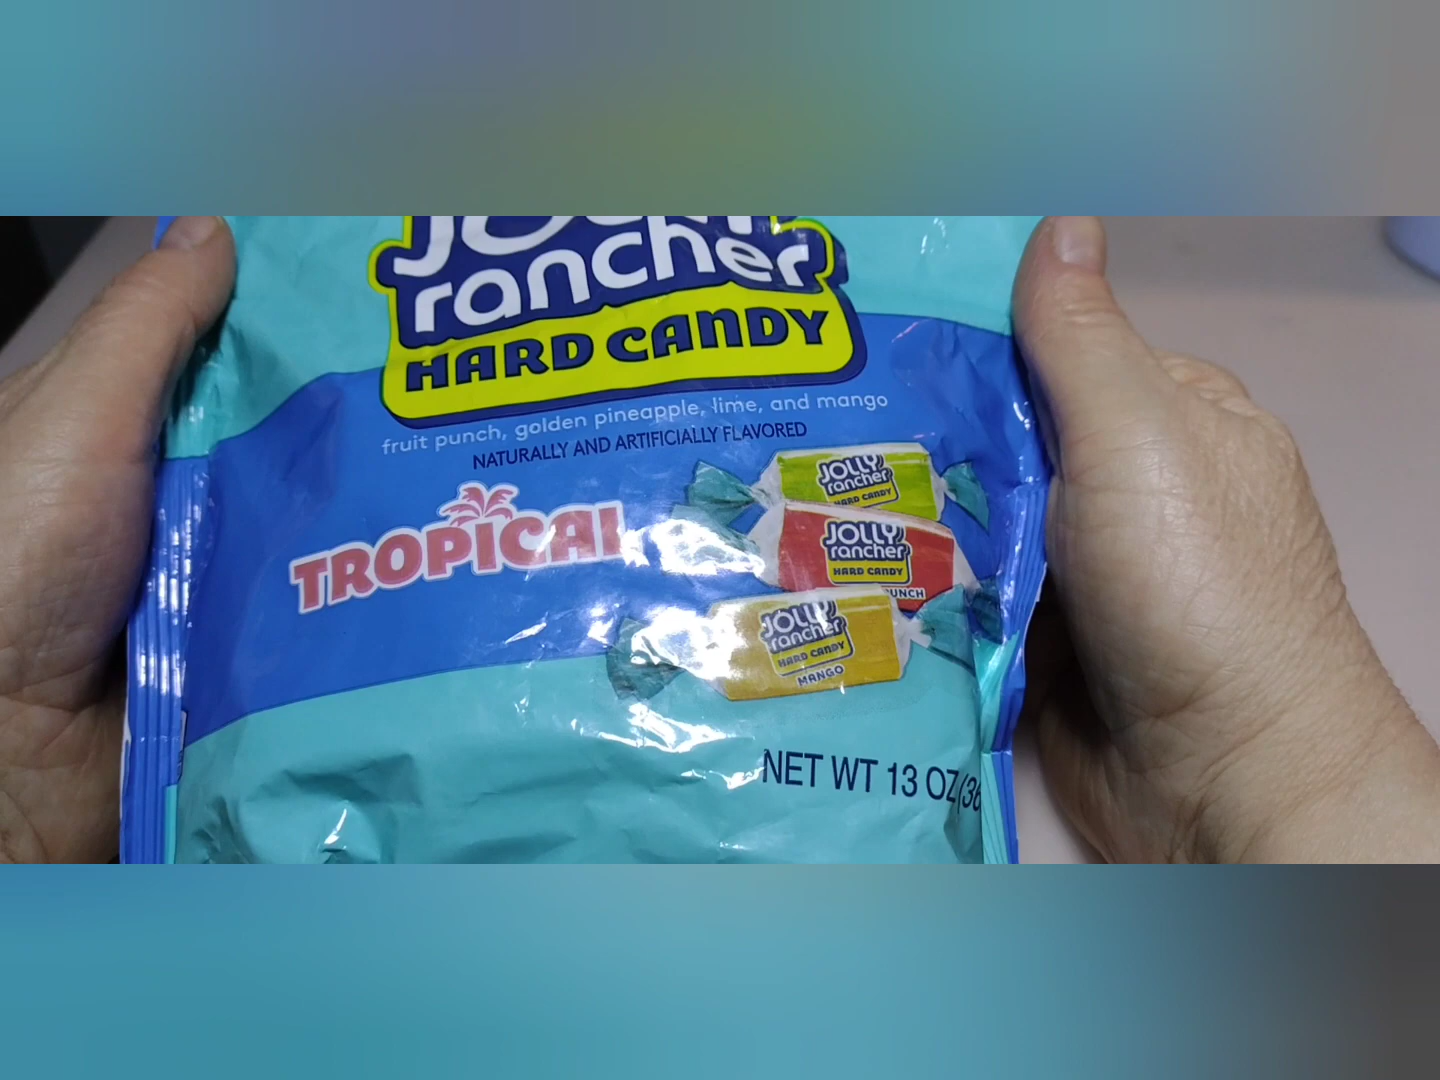 JOLLY
rancher
HARD CANDY
fruit punch, golden pineapple, lime, and mango
NATURALLY AND ARTIFICIALLY FLAVORED
TROPICAL
JOLLY
rancher
HARD CANDY
JOLLY
rancher
HARD CANDY
JOLLY
rancher
HARD CANDY
MANGO
NET WT 13 OZ